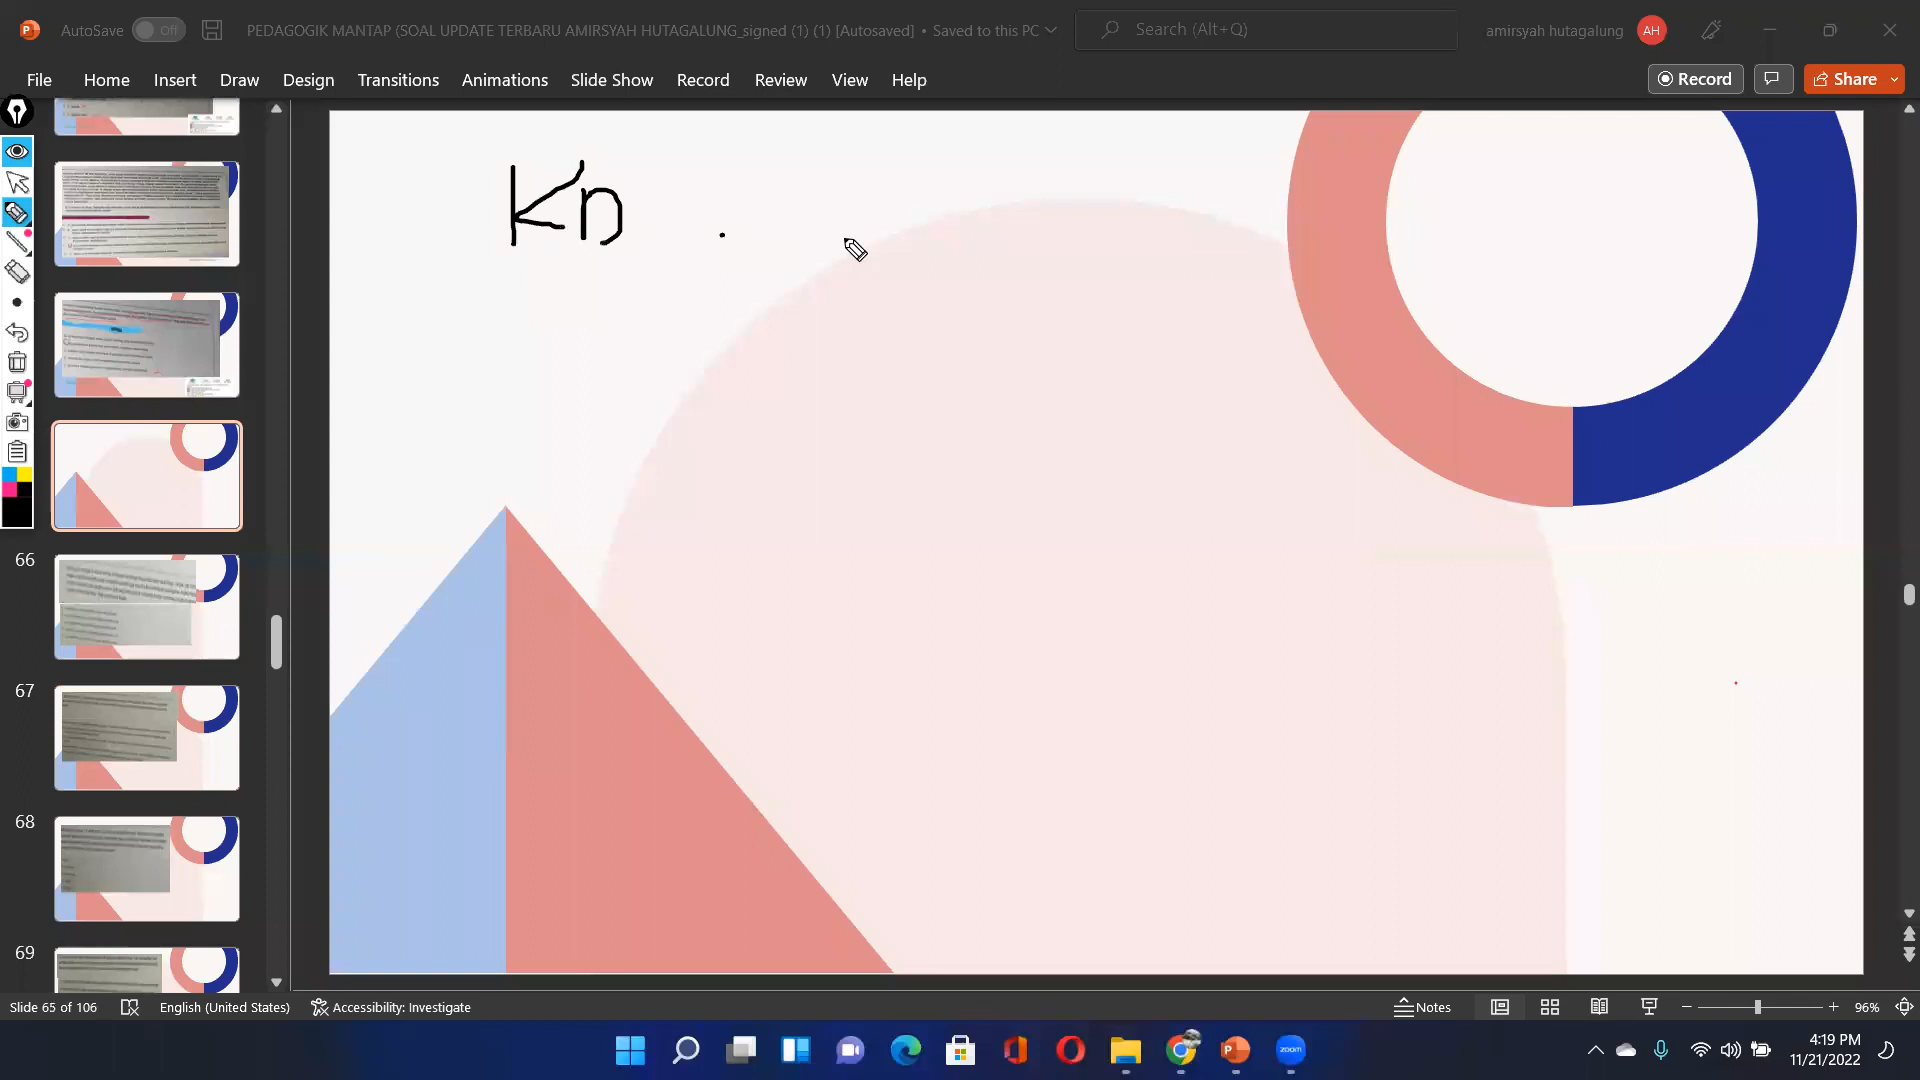 AutoSave Off PEDAGOGIK MANTAP (SOAL UPDATE TERBARU AMIRSYAH HUTAGALUNG_signed (1) (1) [Autosaved] • Saved to this PC Search (Alt+Q) amirsyah hutagalung AH
File Home Insert Draw Design Transitions Animations Slide Show Record Review View Help Record Share
Kn .
66
67
68
69
Slide 65 of 106 English (United States) Accessibility: Investigate Notes 96%
zoom
4:19 PM
11/21/2022